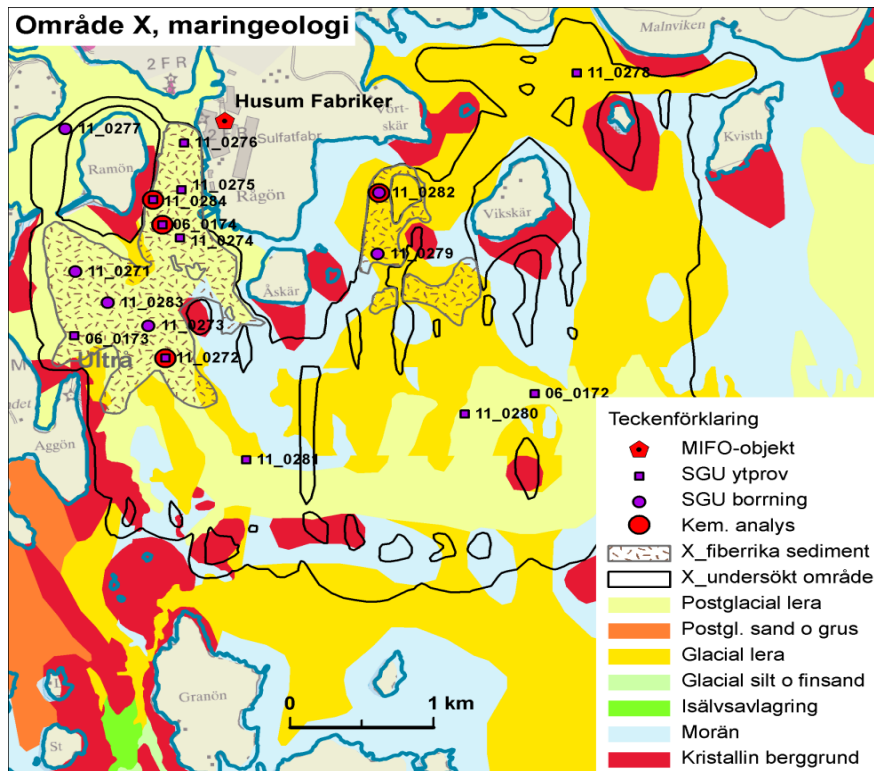 Område X, maringeologi
Malnviken
2 F R
11_0278
Husum Fabriker
Vörtskär
11_0277
2 F R
Sulfatfabr
11_0276
Kvisth
Ramön
11_0275
11_0282
11_0284
Rågön
Vikskär
06_0174
11_0274
11_0279
11_0271
Åskär
11_0283
11_0273
06_0173
Ultrå
M
11_0272
06_0172
11_0280
Aggön
11_0281
Granön
St
0
1 km
Teckenförklaring
MIFO-objekt
SGU ytprov
SGU borrning
Kem. analys
X_fiberrika sediment
X_undersökt område
Postglacial lera
Postgl. sand o grus
Glacial lera
Glacial silt o finsand
Isälvsavlagring
Morän
Kristallin berggrund